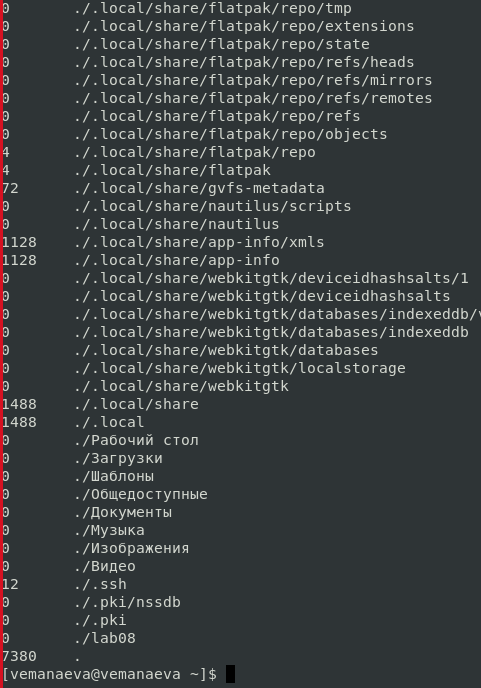 0 ./.local/share/flatpak/repo/tmp
0 ./.local/share/flatpak/repo/extensions
0 ./.local/share/flatpak/repo/state
0 ./.local/share/flatpak/repo/refs/heads
0 ./.local/share/flatpak/repo/refs/mirrors
0 ./.local/share/flatpak/repo/refs/remotes
0 ./.local/share/flatpak/repo/refs
0 ./.local/share/flatpak/repo/objects
4 ./.local/share/flatpak/repo
4 ./.local/share/flatpak
72 ./.local/share/gvfs-metadata
0 ./.local/share/nautilus/scripts
0 ./.local/share/nautilus
1128 ./.local/share/app-info/xmls
1128 ./.local/share/app-info
0 ./.local/share/webkitgtk/deviceidhashsalts/1
0 ./.local/share/webkitgtk/deviceidhashsalts
0 ./.local/share/webkitgtk/databases/indexeddb/v
0 ./.local/share/webkitgtk/databases/indexeddb
0 ./.local/share/webkitgtk/databases
0 ./.local/share/webkitgtk/localstorage
0 ./.local/share/webkitgtk
1488 ./.local/share
1488 ./.local
0 ./Рабочий стол
0 ./Загрузки
0 ./Шаблоны
0 ./Общедоступные
0 ./Документы
0 ./Музыка
0 ./Изображения
0 ./Видео
12 ./.ssh
0 ./.pki/nssdb
0 ./.pki
0 ./lab08
7380 .
[vemanaeva@vemanaeva ~]$